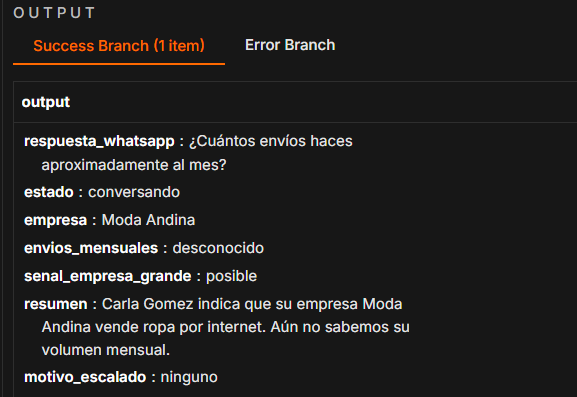 OUTPUT
Success Branch (1 item) Error Branch
output
respuesta_whatsapp : ¿Cuántos envíos haces
aproximadamente al mes?
estado : conversando
empresa : Moda Andina
envios_mensuales : desconocido
senal_empresa_grande : posible
resumen : Carla Gomez indica que su empresa Moda
Andina vende ropa por internet. Aún no sabemos su
volumen mensual.
motivo_escalado : ninguno